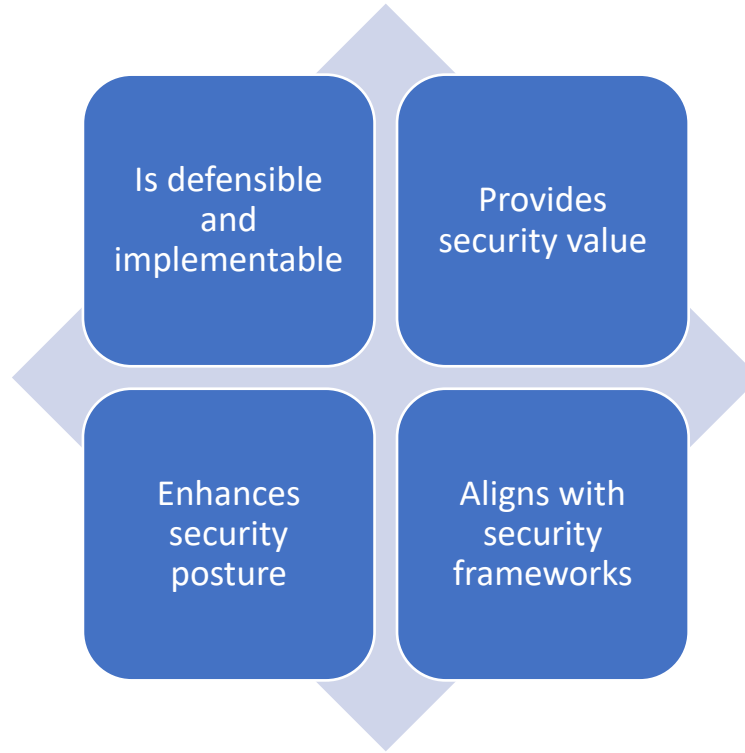 Is defensible
and
implementable
Provides
security value
Enhances
security
posture
Aligns with
security
frameworks